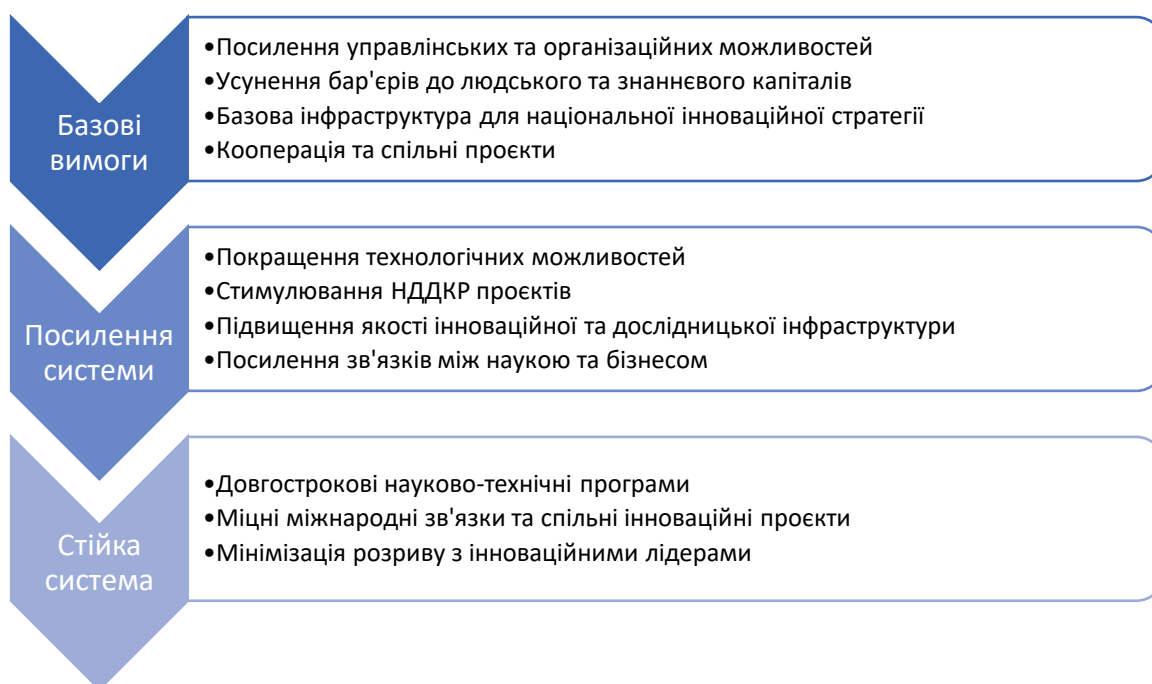 Базові
вимоги
•Посилення управлінських та організаційних можливостей
•Усунення бар'єрів до людського та знаннєвого капіталів
•Базова інфраструктура для національної інноваційної стратегії
•Кооперація та спільні проєкти
Посилення
системи
•Покращення технологічних можливостей
•Стимулювання НДДКР проєктів
•Підвищення якості інноваційної та дослідницької інфраструктури
•Посилення зв'язків між наукою та бізнесом
Стійка
система
•Довгострокові науково-технічні програми
•Міцні міжнародні зв'язки та спільні інноваційні проєкти
•Мінімізація розриву з інноваційними лідерами